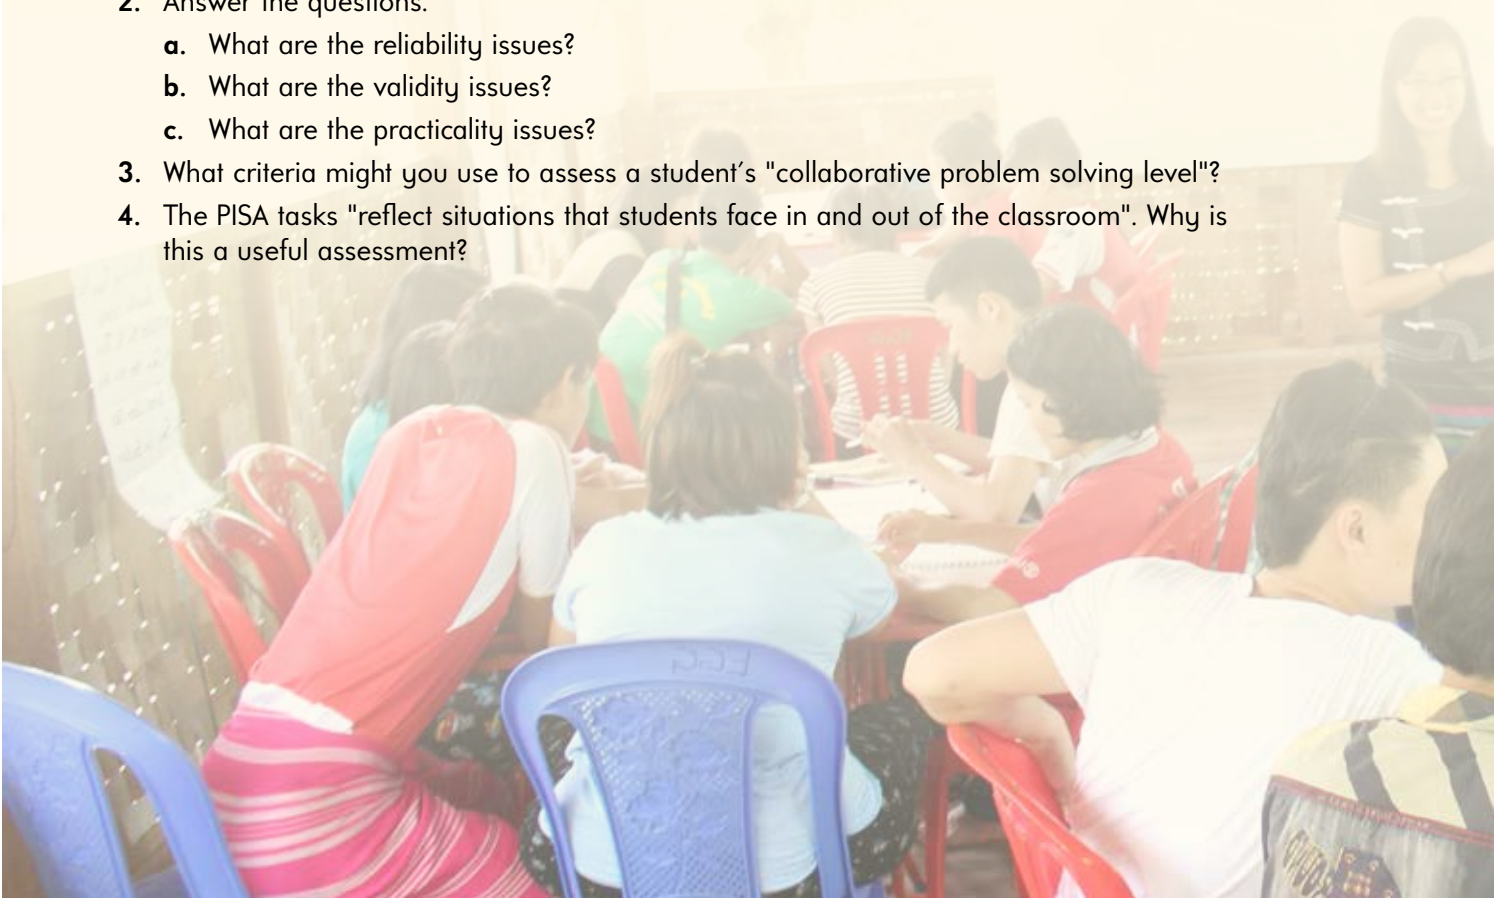 2. Answer the questions.
a. What are the reliability issues?
b. What are the validity issues?
c. What are the practicality issues?
3. What criteria might you use to assess a student's "collaborative problem solving level"?
4. The PISA tasks "reflect situations that students face in and out of the classroom". Why is
this a useful assessment?